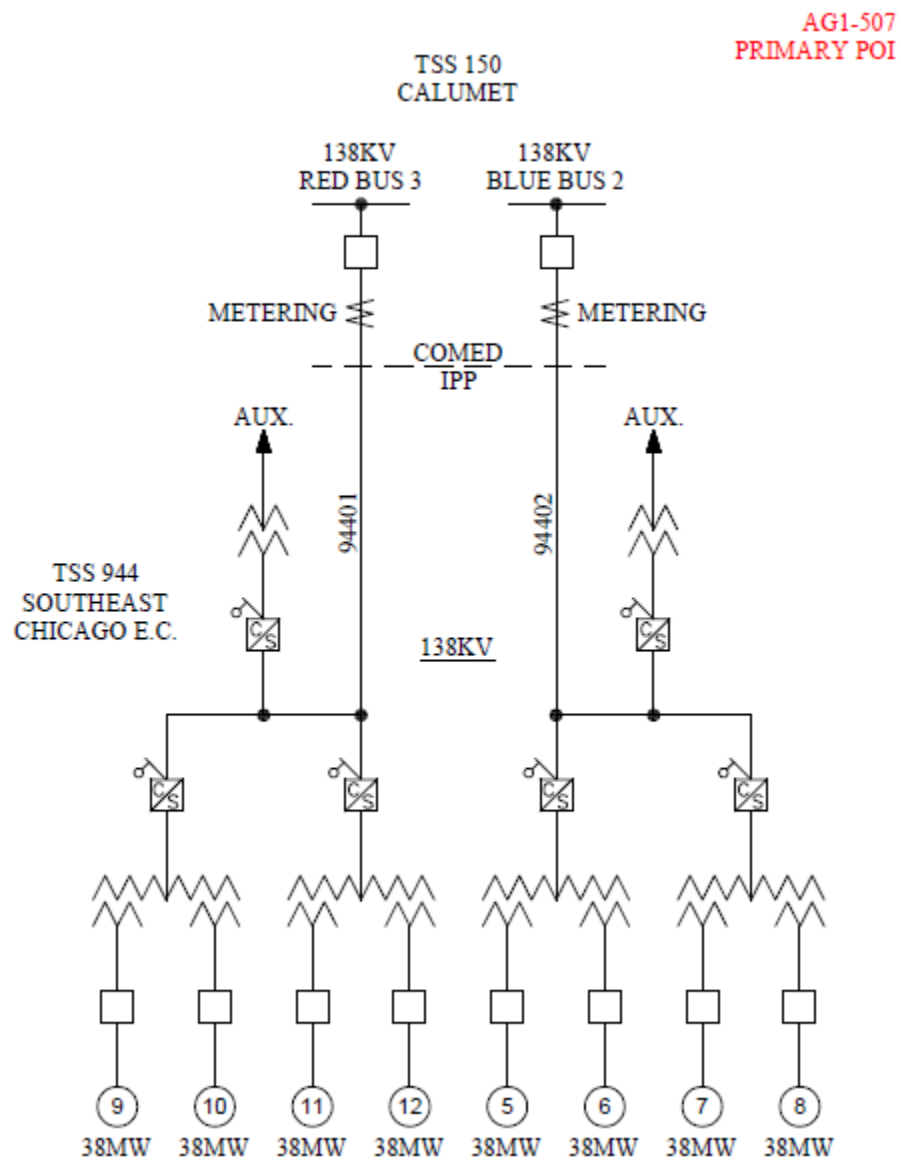 AG1-507
PRIMARY POI
TSS 150
CALUMET
138KV
RED BUS 3
138KV
BLUE BUS 2
METERING
METERING
COMED
IPP
AUX.
AUX.
94401
94402
TSS 944
SOUTHEAST
CHICAGO E.C.
C/S
C/S
138KV
C/S
C/S
C/S
C/S
9
10
11
12
5
6
7
8
38MW
38MW
38MW
38MW
38MW
38MW
38MW
38MW